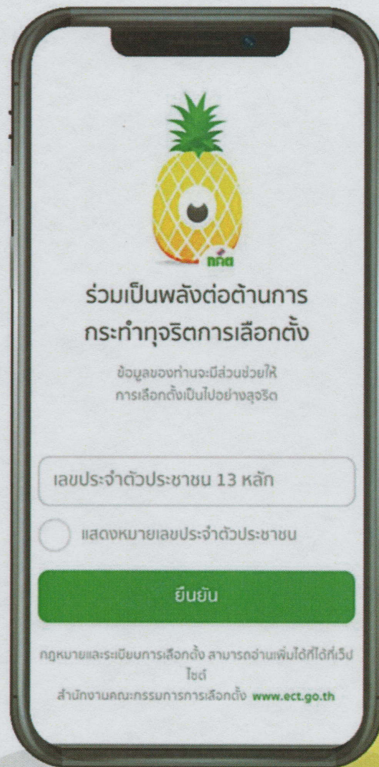 กกต
ร่วมเป็นพลังต่อต้านการ
กระทำทุจริตการเลือกตั้ง
ข้อมูลของท่านจะมีส่วนช่วยให้
การเลือกตั้งเป็นไปอย่างสุจริต
เลขประจำตัวประชาชน 13 หลัก
แสดงหมายเลขประจำตัวประชาชน
ยืนยัน
กฎหมายและระเบียบการเลือกตั้ง สามารถอ่านเพิ่มได้ที่ได้ที่เว็ป
ไซต์
สำนักงานคณะกรรมการการเลือกตั้ง www.ect.go.th